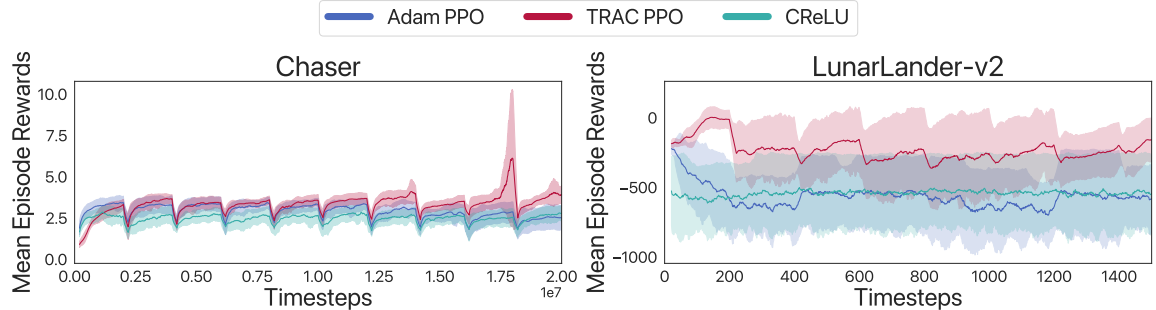 Adam PPO TRAC PPO CReLU
Chaser
Mean Episode Rewards
10.0
7.5
5.0
2.5
0.0
0.00 0.25 0.50 0.75 1.00 1.25 1.50 1.75 2.00
1e7
Timesteps
LunarLander-v2
Mean Episode Rewards
0
−500
−1000
0 200 400 600 800 1000 1200 1400
Timesteps